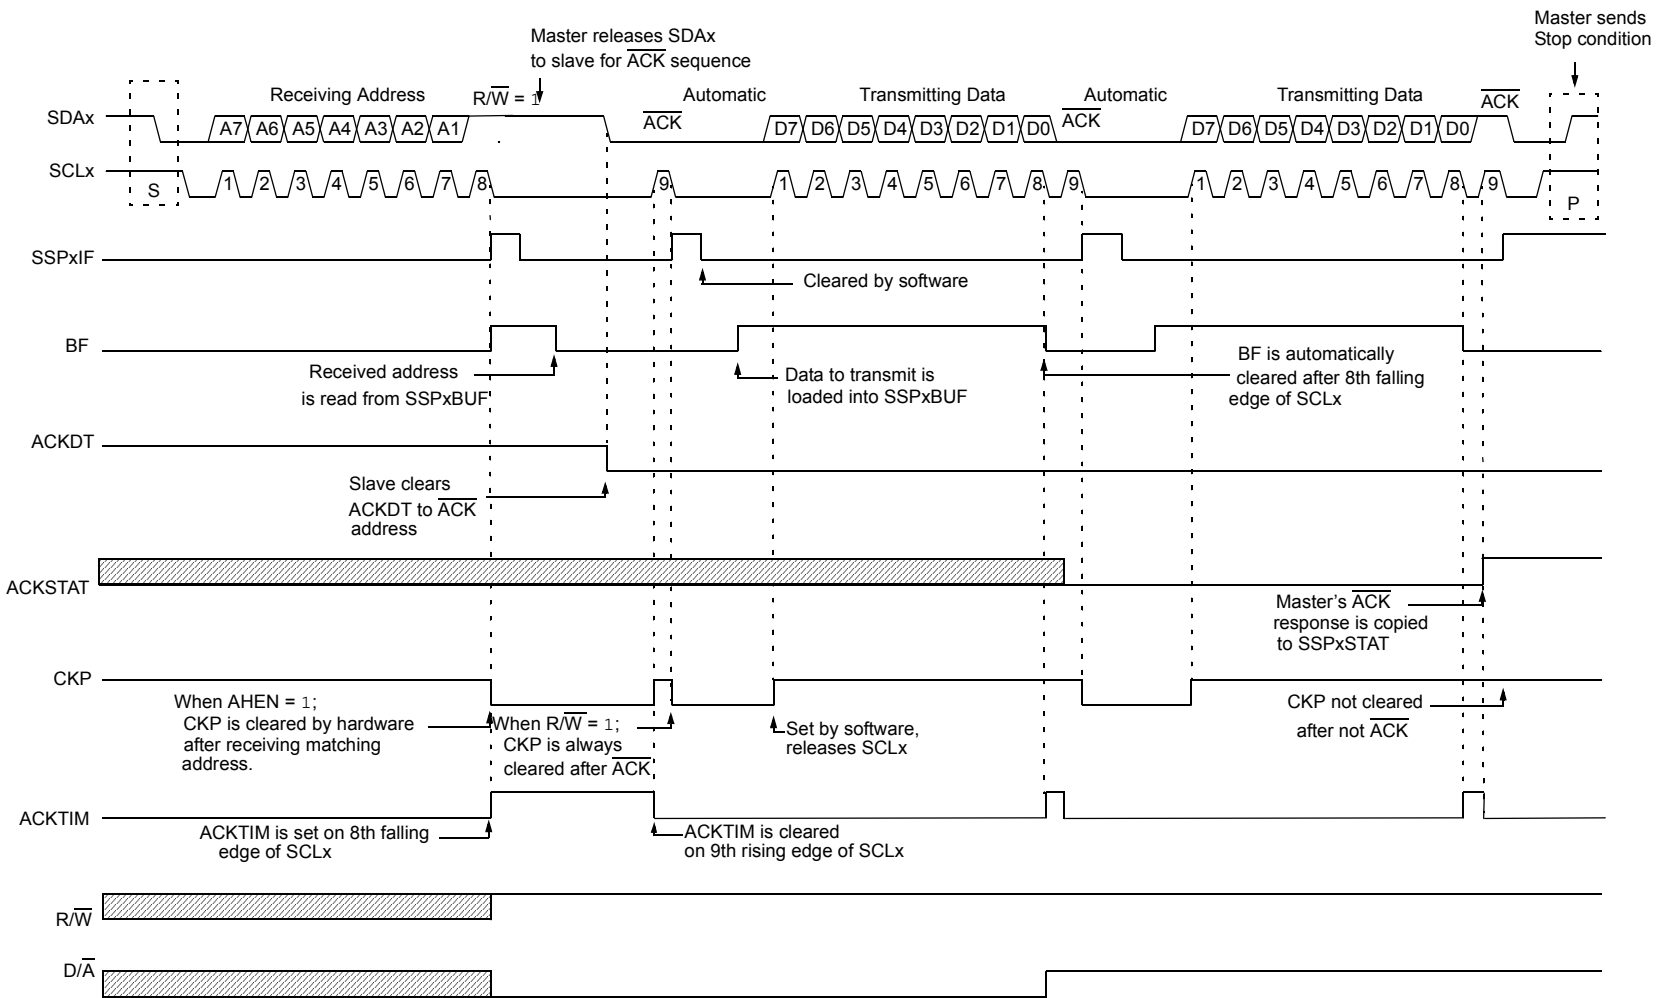 Master sends
Stop condition
Master releases SDAx
to slave for ACK sequence
Receiving Address
R/W = 1
Automatic
Transmitting Data
Automatic
Transmitting Data
ACK
SDAx
A7 A6 A5 A4 A3 A2 A1
ACK
D7 D6 D5 D4 D3 D2 D1 D0
ACK
D7 D6 D5 D4 D3 D2 D1 D0
SCLx
S
1 2 3 4 5 6 7 8
9
1 2 3 4 5 6 7 8 9
1 2 3 4 5 6 7 8 9
P
SSPxIF
Cleared by software
BF
Received address
is read from SSPxBUF
Data to transmit is
loaded into SSPxBUF
BF is automatically
cleared after 8th falling
edge of SCLx
ACKDT
Slave clears
ACKDT to ACK
address
ACKSTAT
Master’s ACK
response is copied
to SSPxSTAT
CKP
When AHEN = 1;
CKP is cleared by hardware
after receiving matching
address.
When R/W = 1;
CKP is always
cleared after ACK
Set by software,
releases SCLx
CKP not cleared
after not ACK
ACKTIM
ACKTIM is set on 8th falling
edge of SCLx
ACKTIM is cleared
on 9th rising edge of SCLx
R/W
D/A